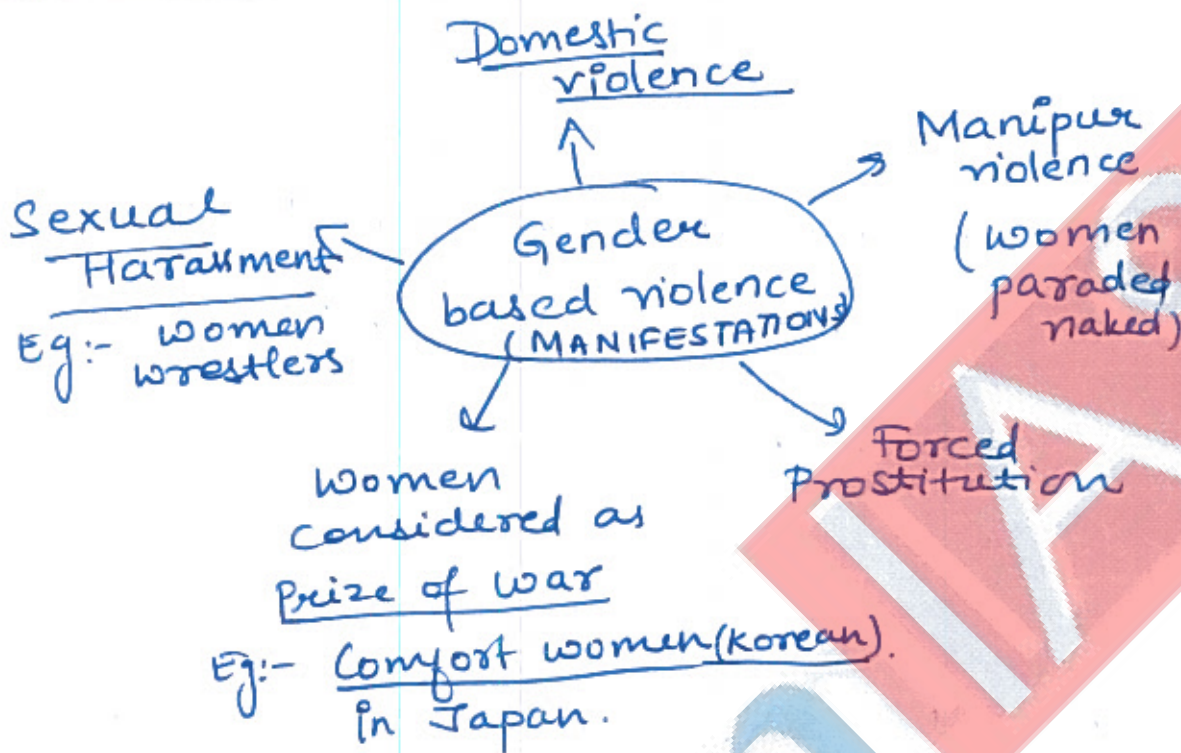 Domestic
violence
Manipur
violence
(women
paraded
naked)
Sexual
Harassment
Eg:- women
wrestlers
Gender
based violence
(MANIFESTATIONS)
Women
considered as
Prize of war
Eg:- Comfort women (Korean).
in Japan.
Forced
Prostitution
IAS